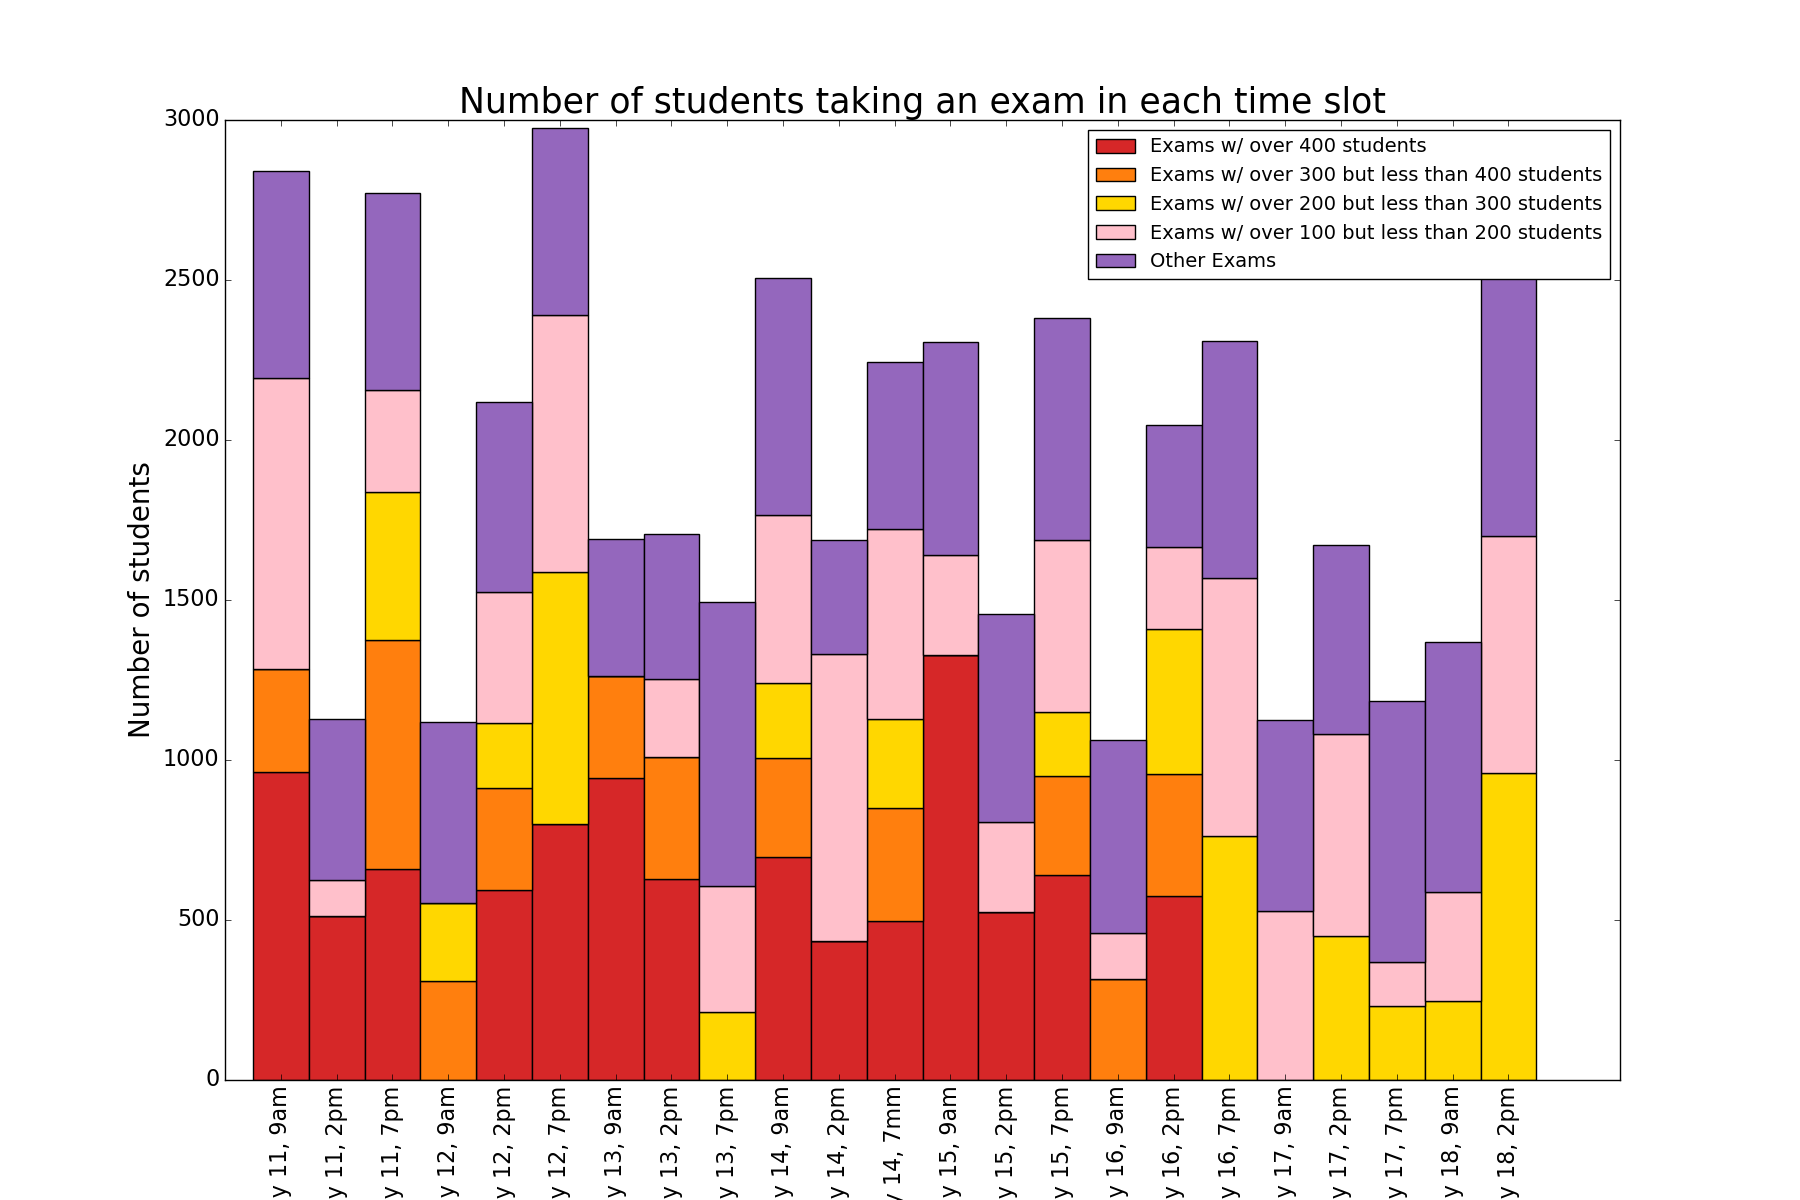 Number of students taking an exam in each time slot
Exams w/ over 400 students
Exams w/ over 300 but less than 400 students
Exams w/ over 200 but less than 300 students
Exams w/ over 100 but less than 200 students
Other Exams
Number of students
3000
2500
2000
1500
1000
500
0
y 11, 9am
y 11, 2pm
y 11, 7pm
y 12, 9am
y 12, 2pm
y 12, 7pm
y 13, 9am
y 13, 2pm
y 13, 7pm
y 14, 9am
y 14, 2pm
y 14, 7mm
y 15, 9am
y 15, 2pm
y 15, 7pm
y 16, 9am
y 16, 2pm
y 16, 7pm
y 17, 9am
y 17, 2pm
y 17, 7pm
y 18, 9am
y 18, 2pm